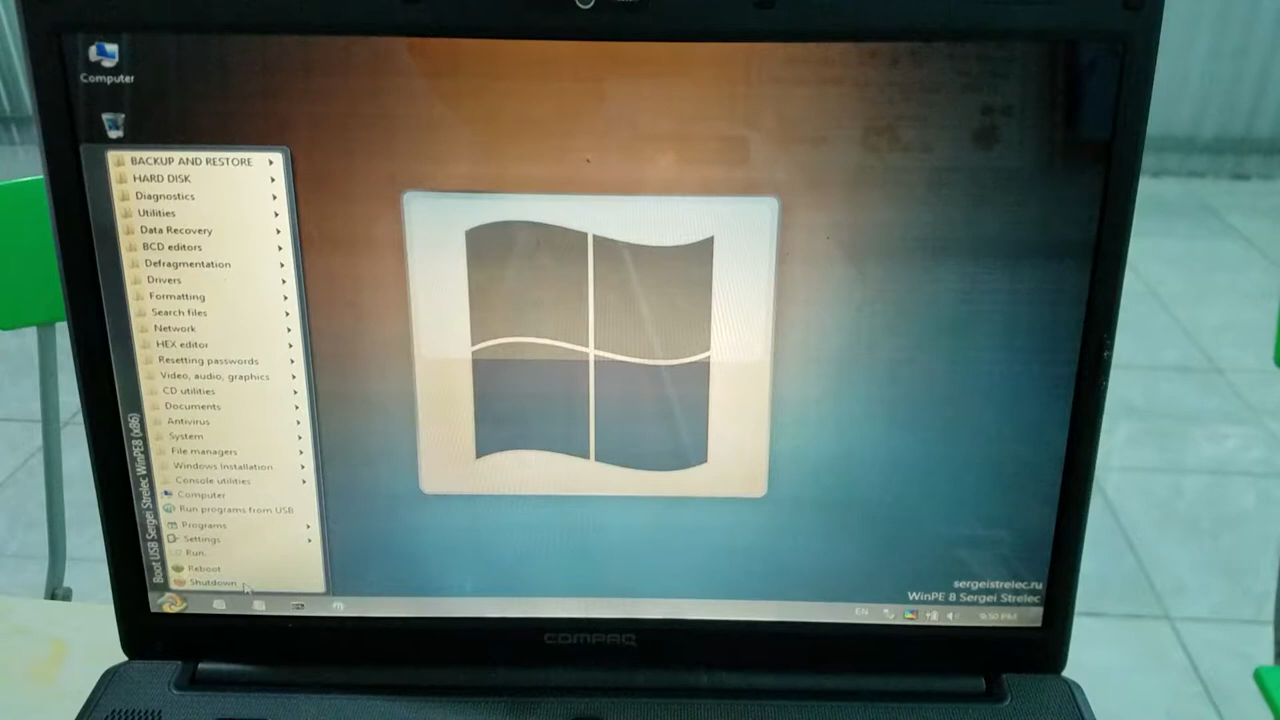 Computer
BACKUP AND RESTORE
HARD DISK
Diagnostics
Utilities
Data Recovery
BCD editors
Defragmentation
Drivers
Formatting
Search files
Network
HEX editor
Resetting passwords
Video, audio, graphics
CD utilities
Documents
Antivirus
System
File managers
Windows Installation
Console utilities
Computer
Run programs from USB
Programs
Settings
Run...
Reboot
Shutdown
Boot USB Sergei Strelec WinPE8 (x86)
sergeistrelec.ru
WinPE 8 Sergei Strelec
EN
9:50 PM
COMPAQ